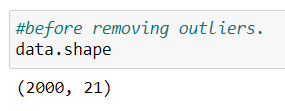 #before removing outliers.
data.shape
(2000, 21)